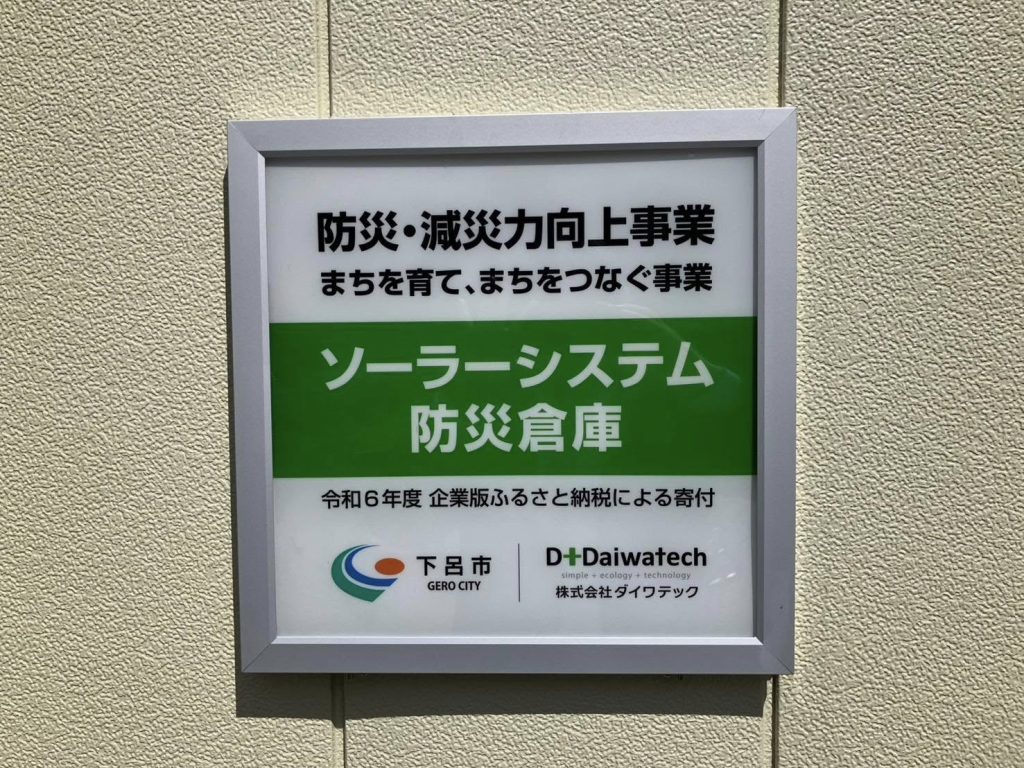 防災・減災力向上事業
まちを育て、まちをつなぐ事業
ソーラーシステム
防災倉庫
令和6年度 企業版ふるさと納税による寄付
下呂市
GERO CITY
D+Daiwatech
simple + ecology + technology
株式会社ダイワテック